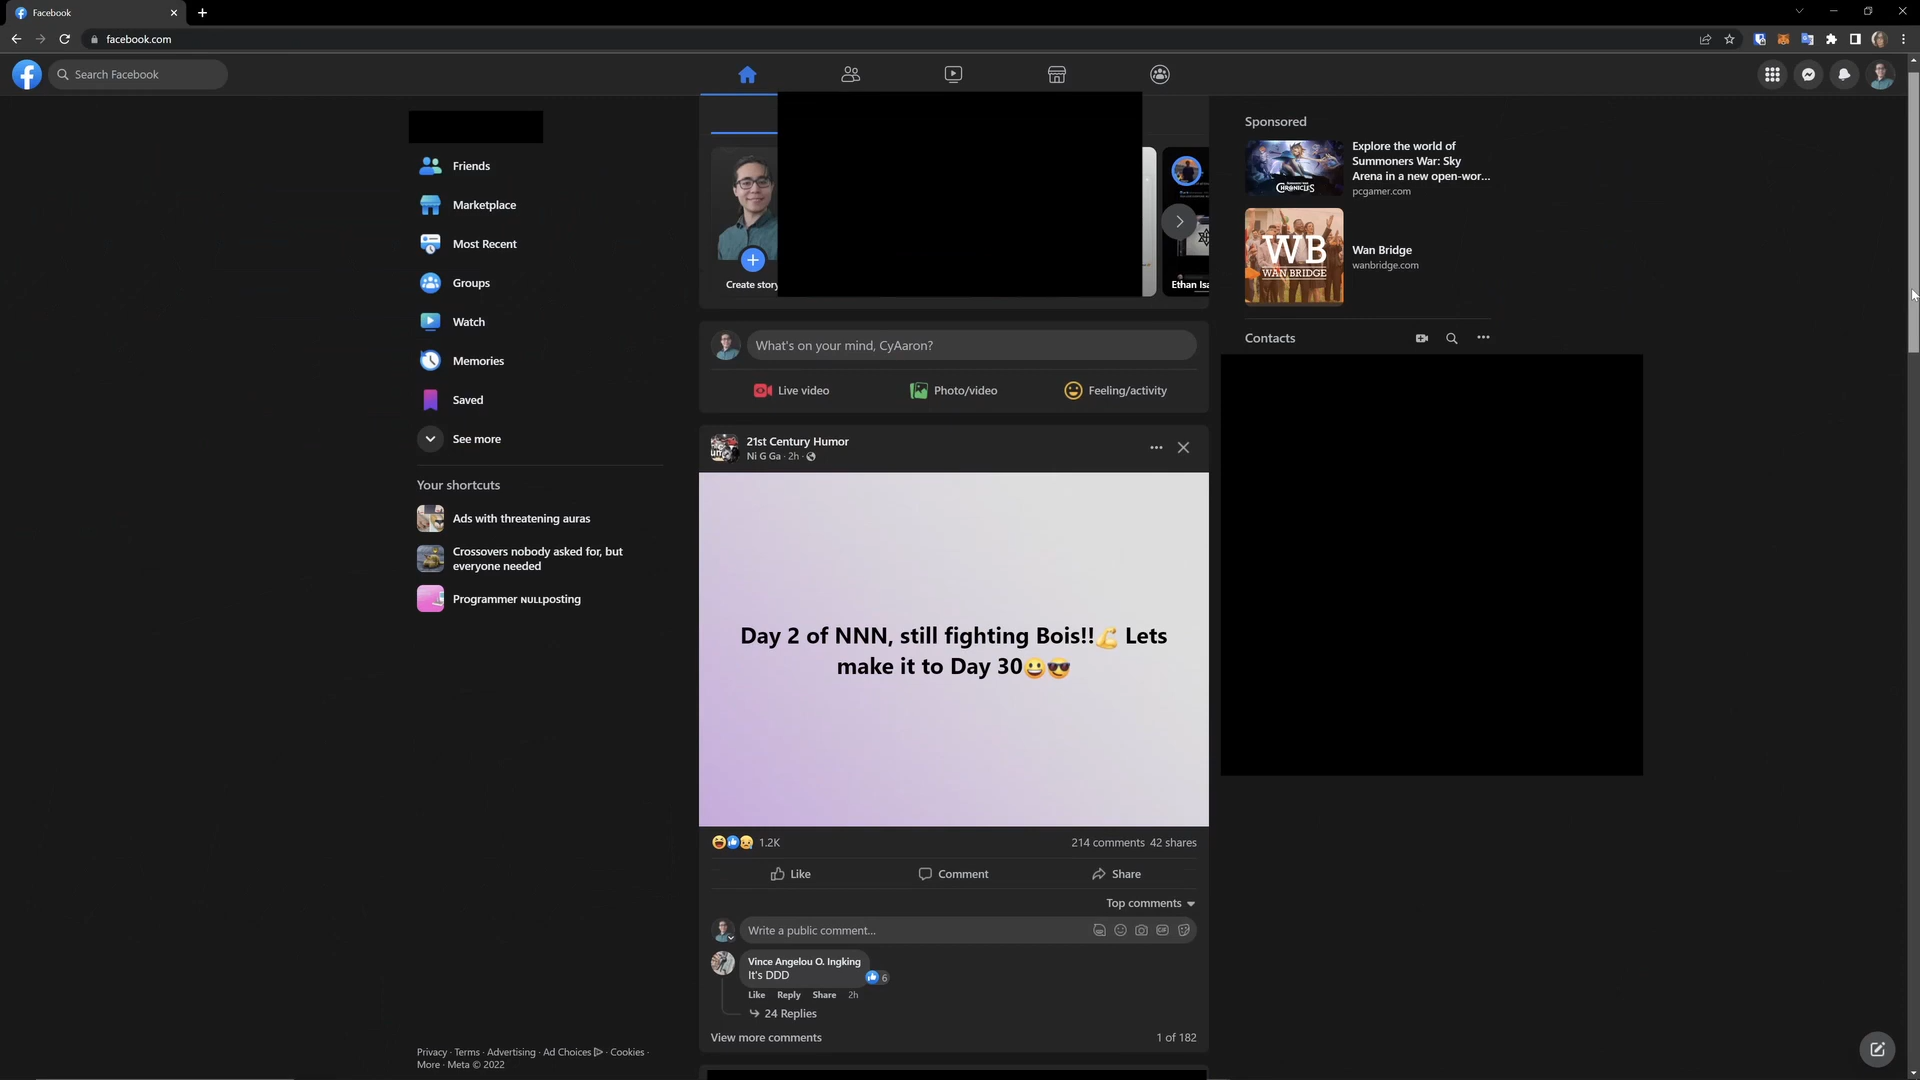 Facebook
facebook.com
Search Facebook
Friends
Marketplace
Most Recent
Groups
Watch
Memories
Saved
See more
Your shortcuts
Ads with threatening auras
Crossovers nobody asked for, but
everyone needed
Programmer ɴᴜʟʟposting
Privacy · Terms · Advertising · Ad Choices · Cookies ·
More · Meta © 2022
Create story
Ethan Isa
What's on your mind, CyAaron?
Live video
Photo/video
Feeling/activity
21st Century Humor
Ni G Ga · 2h ·
Day 2 of NNN, still fighting Bois!!💪 Lets
make it to Day 30😀😎
1.2K
214 comments 42 shares
Like
Comment
Share
Top comments
Write a public comment...
GIF
Vince Angelou O. Ingking
It's DDD
6
Like Reply Share 2h
24 Replies
View more comments
1 of 182
Sponsored
Explore the world of
Summoners War: Sky
Arena in a new open-wor...
pcgamer.com
CHRONICLES
WB
WAN BRIDGE
Wan Bridge
wanbridge.com
Contacts